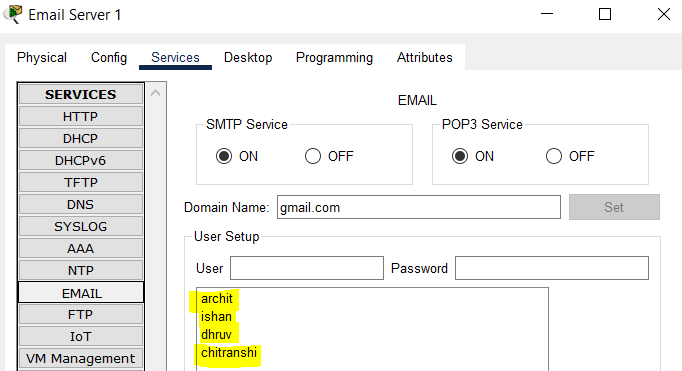 Email Server 1
Physical Config Services Desktop Programming Attributes
SERVICES
HTTP
DHCP
DHCPv6
TFTP
DNS
SYSLOG
AAA
NTP
EMAIL
FTP
IoT
VM Management
EMAIL
SMTP Service
ON OFF
POP3 Service
ON OFF
Domain Name: gmail.com Set
User Setup
User Password
archit
ishan
dhruv
chitranshi